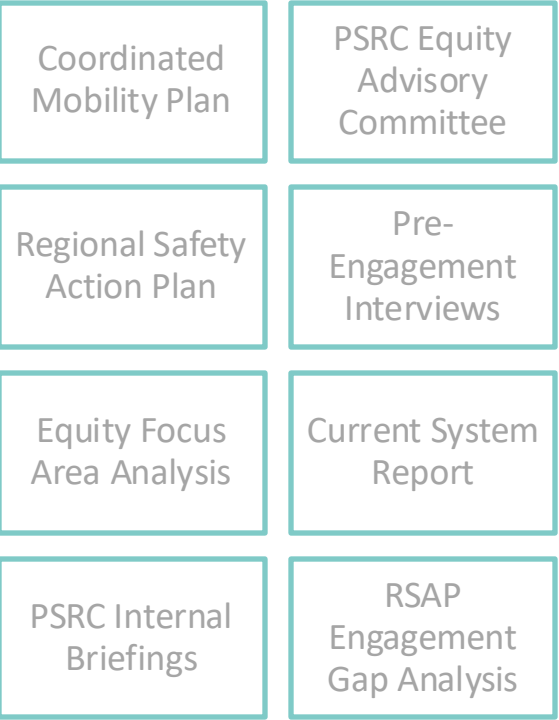 Coordinated
Mobility Plan
PSRC Equity
Advisory
Committee
Regional Safety
Action Plan
Pre-
Engagement
Interviews
Equity Focus
Area Analysis
Current System
Report
PSRC Internal
Briefings
RSAP
Engagement
Gap Analysis